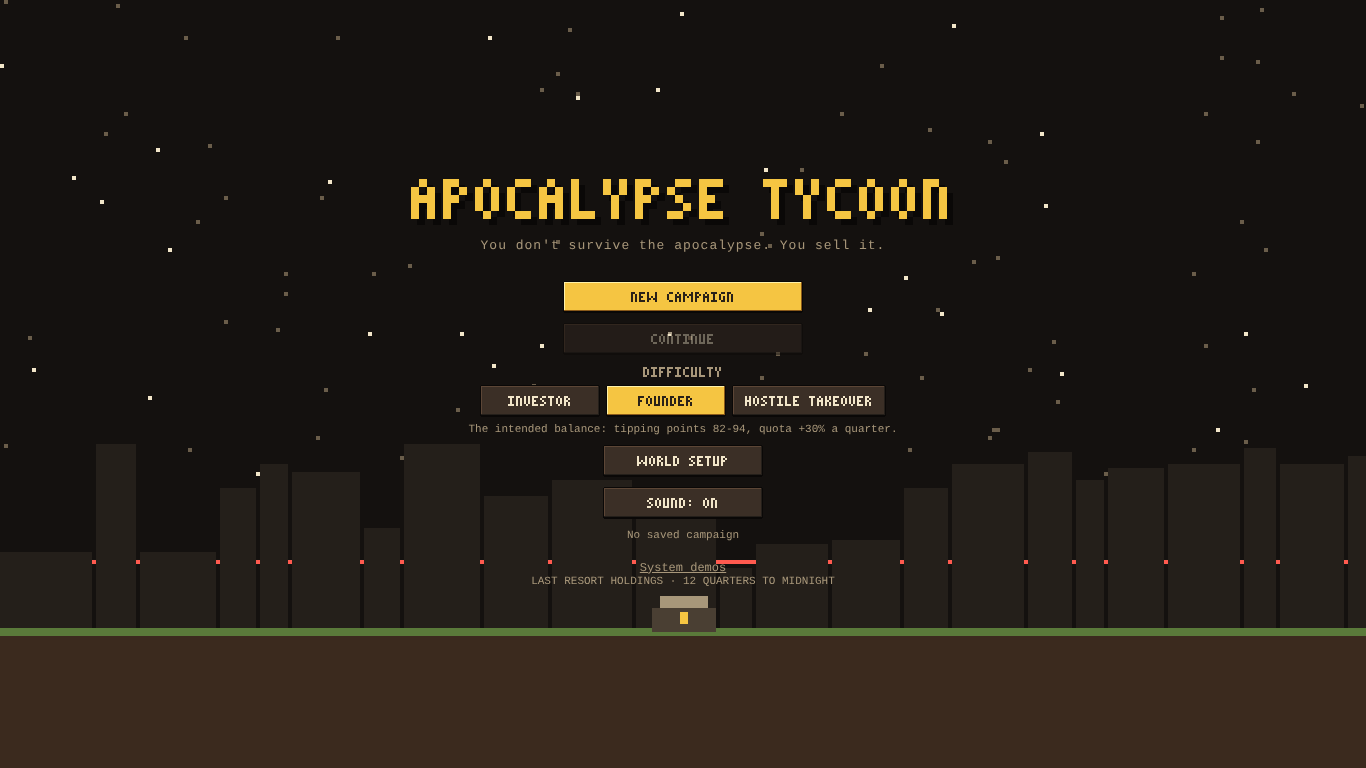 APOCALYPSE TYCOON
You don't survive the apocalypse. You sell it.
NEW CAMPAIGN
CONTINUE
DIFFICULTY
INVESTOR FOUNDER HOSTILE TAKEOVER
The intended balance: tipping points 82-94, quota +30% a quarter.
WORLD SETUP
SOUND: ON
No saved campaign
System demos
LAST RESORT HOLDINGS · 12 QUARTERS TO MIDNIGHT